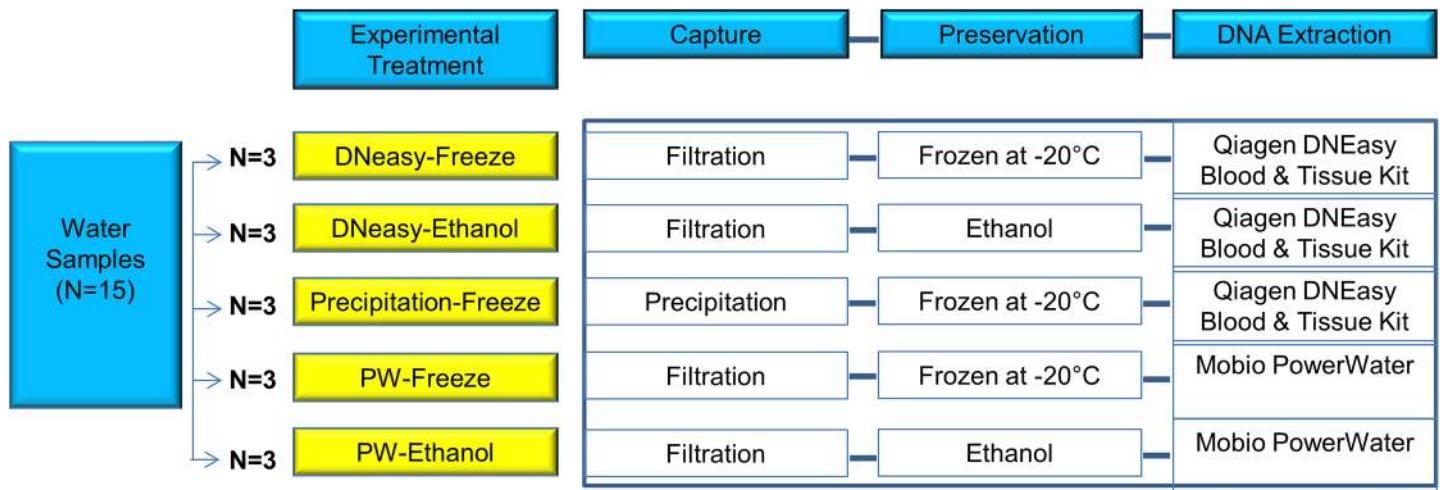 Experimental
Treatment
Capture
Preservation
DNA Extraction
Water
Samples
(N=15)
N=3
DNeasy-Freeze
Filtration
Frozen at -20°C
Qiagen DNEasy
Blood & Tissue Kit
N=3
DNeasy-Ethanol
Filtration
Ethanol
Qiagen DNEasy
Blood & Tissue Kit
N=3
Precipitation-Freeze
Precipitation
Frozen at -20°C
Qiagen DNEasy
Blood & Tissue Kit
N=3
PW-Freeze
Filtration
Frozen at -20°C
Mobio PowerWater
N=3
PW-Ethanol
Filtration
Ethanol
Mobio PowerWater